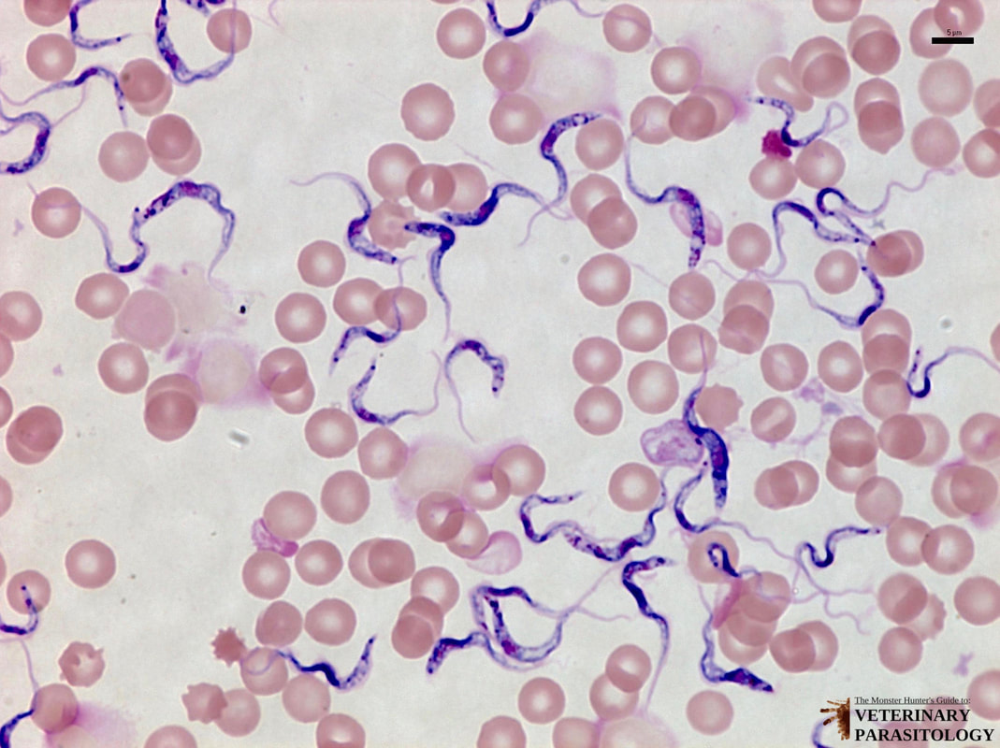 5 µm
The Monster Hunter's Guide to:
VETERINARY
PARASITOLOGY